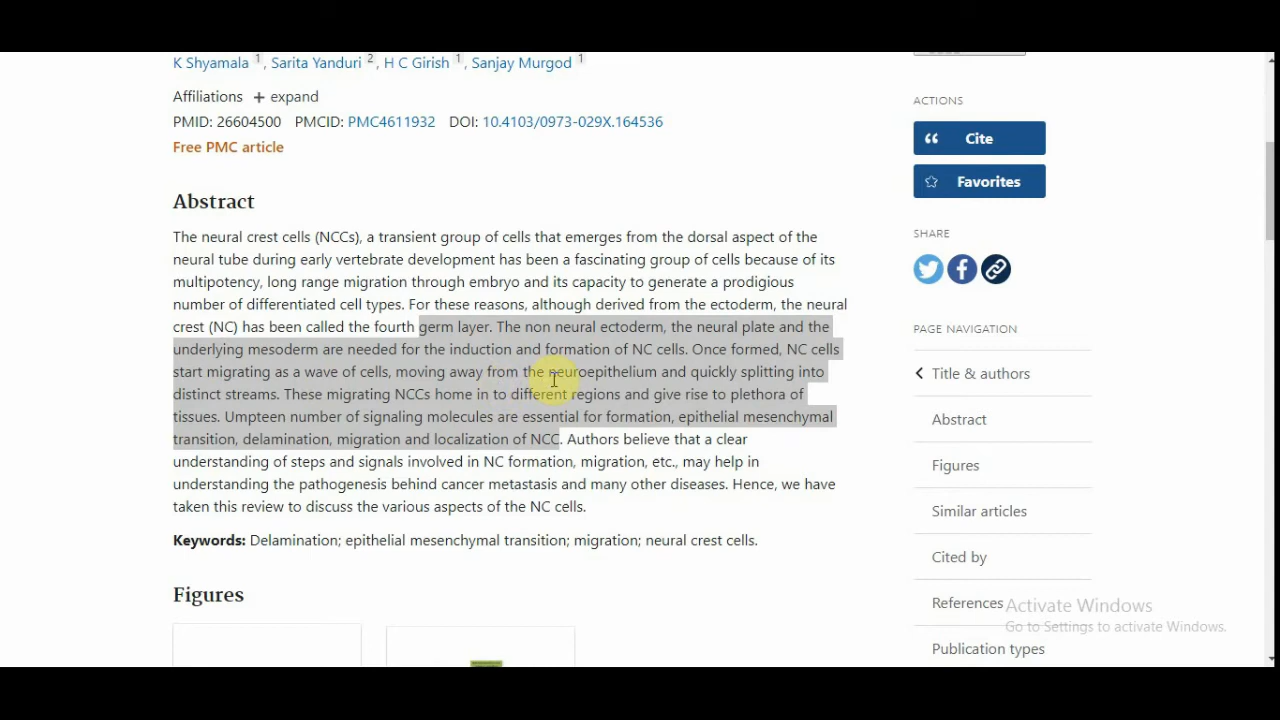 K Shyamala 1, Sarita Yanduri 2, H C Girish 1, Sanjay Murgod 1
Affiliations + expand
PMID: 26604500 PMCID: PMC4611932 DOI: 10.4103/0973-029X.164536
Free PMC article
Abstract
The neural crest cells (NCCs), a transient group of cells that emerges from the dorsal aspect of the
neural tube during early vertebrate development has been a fascinating group of cells because of its
multipotency, long range migration through embryo and its capacity to generate a prodigious
number of differentiated cell types. For these reasons, although derived from the ectoderm, the neural
crest (NC) has been called the fourth germ layer. The non neural ectoderm, the neural plate and the
underlying mesoderm are needed for the induction and formation of NC cells. Once formed, NC cells
start migrating as a wave of cells, moving away from the neuroepithelium and quickly splitting into
distinct streams. These migrating NCCs home in to different regions and give rise to plethora of
tissues. Umpteen number of signaling molecules are essential for formation, epithelial mesenchymal
transition, delamination, migration and localization of NCC. Authors believe that a clear
understanding of steps and signals involved in NC formation, migration, etc., may help in
understanding the pathogenesis behind cancer metastasis and many other diseases. Hence, we have
taken this review to discuss the various aspects of the NC cells.
Keywords: Delamination; epithelial mesenchymal transition; migration; neural crest cells.
Figures
ACTIONS
Cite
Favorites
SHARE
PAGE NAVIGATION
Title & authors
Abstract
Figures
Similar articles
Cited by
References
Publication types
Activate Windows
Go to Settings to activate Windows.